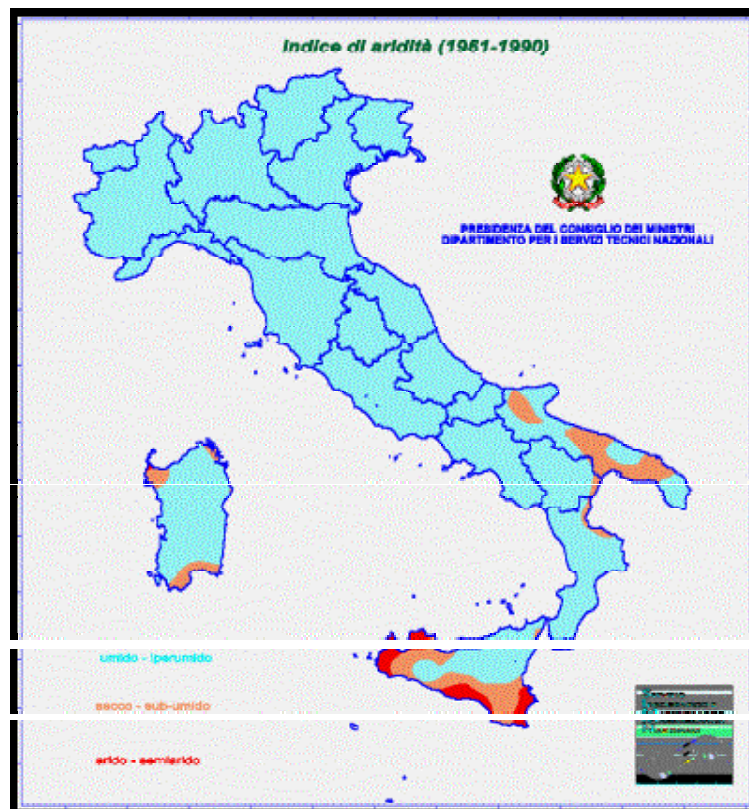 Indice di aridità (1961-1990)
PRESIDENZA DEL CONSIGLIO DEI MINISTRI
DIPARTIMENTO PER I SERVIZI TECNICI NAZIONALI
umido - iperumido
secco - sub-umido
arido - semiarido